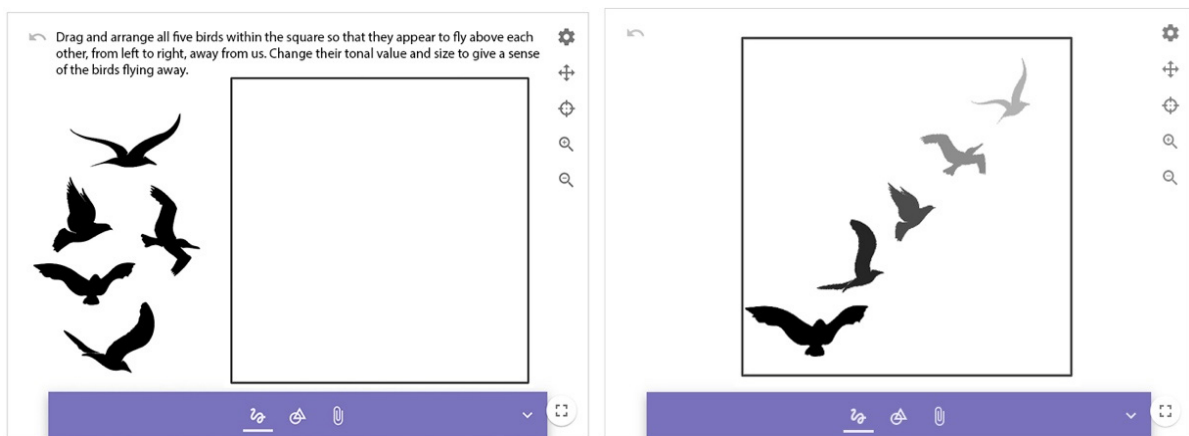 Drag and arrange all five birds within the square so that they appear to fly above each
other, from left to right, away from us. Change their tonal value and size to give a sense
of the birds flying away.